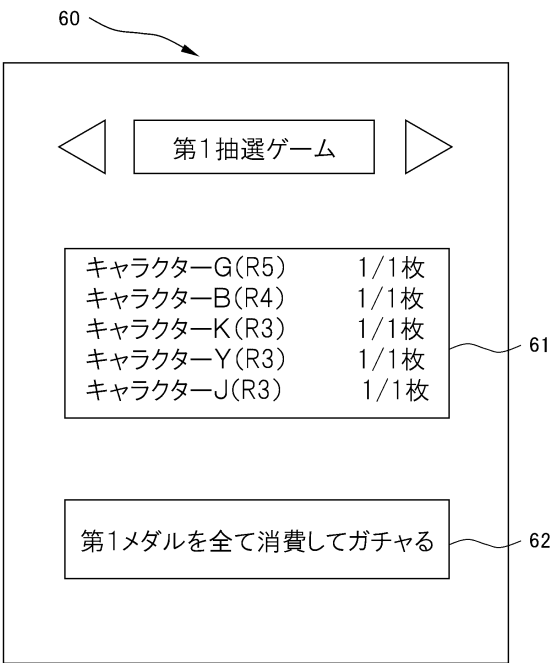 60
第1抽選ゲーム
キャラクターG(R5) 1/1枚
キャラクターB(R4) 1/1枚
キャラクターK(R3) 1/1枚
キャラクターY(R3) 1/1枚
キャラクターJ(R3) 1/1枚
61
第1メダルを全て消費してガチャる
62